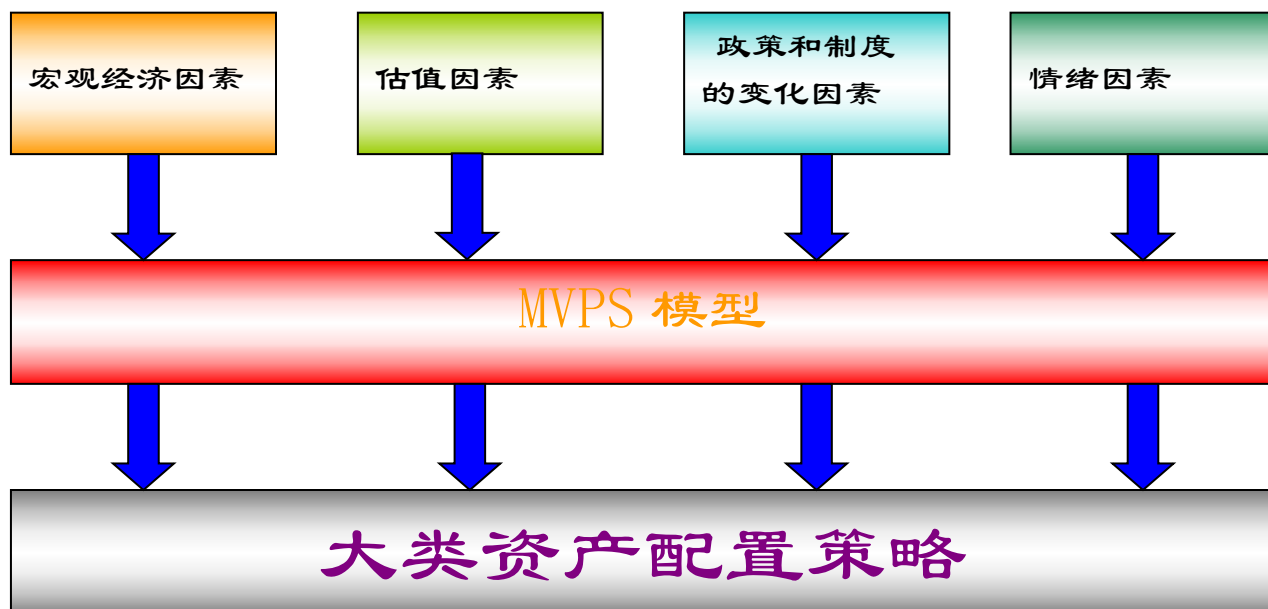 宏观经济因素
估值因素
政策和制度
的变化因素
情绪因素
MVPS 模型
大类资产配置策略